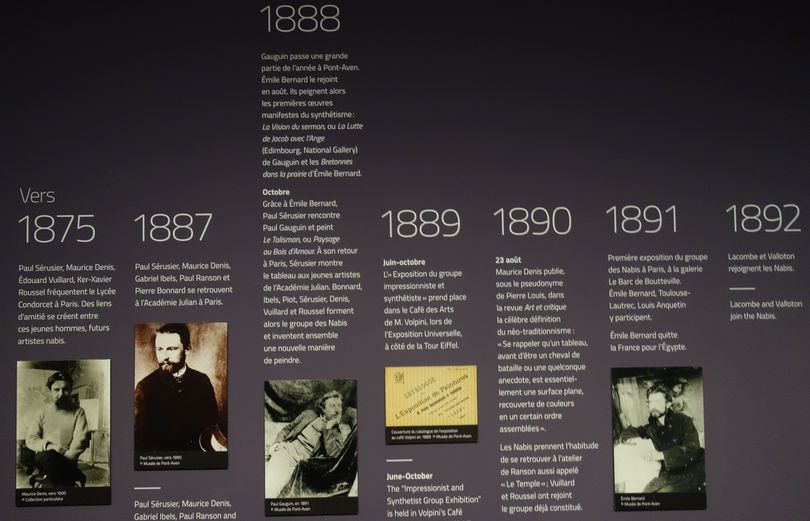 Vers
1875
Paul Sérusier, Maurice Denis,
Édouard Vuillard, Ker-Xavier
Roussel fréquentent le Lycée
Condorcet à Paris. Des liens
d'amitié se créent entre
ces jeunes hommes, futurs
artistes nabis.
Maurice Denis, vers 1900
© Collection particulière
1887
Paul Sérusier, Maurice Denis,
Gabriel Ibels, Paul Ranson et
Pierre Bonnard se retrouvent
à l'Académie Julian à Paris.
Paul Sérusier, vers 1890
© Musée de Pont-Aven
Paul Sérusier, Maurice Denis,
Gabriel Ibels, Paul Ranson and
1888
Gauguin passe une grande
partie de l'année à Pont-Aven.
Émile Bernard le rejoint
en août. Ils peignent alors
les premières œuvres
manifestes du synthétisme :
La Vision du sermon, ou La Lutte
de Jacob avec l'Ange
(Edimbourg, National Gallery)
de Gauguin et les Bretonnes
dans la prairie d'Émile Bernard.
Octobre
Grâce à Émile Bernard,
Paul Sérusier rencontre
Paul Gauguin et peint
Le Talisman, ou Paysage
au Bois d'Amour. À son retour
à Paris, Sérusier montre
le tableau aux jeunes artistes
de l'Académie Julian. Bonnard,
Ibels, Piot, Sérusier, Denis,
Vuillard et Roussel forment
alors le groupe des Nabis
et inventent ensemble
une nouvelle manière
de peindre.
Paul Gauguin, en 1891
© Musée de Pont-Aven
1889
Juin-octobre
L'« Exposition du groupe
impressionniste et
synthétiste » prend place
dans le Café des Arts
de M. Volpini, lors de
l'Exposition Universelle,
à côté de la Tour Eiffel.
CATALOGUE
L'Exposition de Peintures
Couverture du catalogue de l'exposition
au café Volpini en 1889 © Musée de Pont-Aven
June-October
The "Impressionist and
Synthetist Group Exhibition"
is held in Volpini's Café
1890
23 août
Maurice Denis publie,
sous le pseudonyme
de Pierre Louis, dans
la revue Art et critique
la célèbre définition
du néo-traditionnisme :
« Se rappeler qu'un tableau,
avant d'être un cheval de
bataille ou une quelconque
anecdote, est essentiel-
lement une surface plane,
recouverte de couleurs
en un certain ordre
assemblées ».
Les Nabis prennent l'habitude
de se retrouver à l'atelier
de Ranson aussi appelé
« Le Temple » ; Vuillard
et Roussel ont rejoint
le groupe déjà constitué.
1891
Première exposition du groupe
des Nabis à Paris, à la galerie
Le Barc de Boutteville.
Émile Bernard, Toulouse-
Lautrec, Louis Anquetin
y participent.
Émile Bernard quitte
la France pour l'Égypte.
Émile Bernard
© Musée de Pont-Aven
1892
Lacombe et Valloton
rejoignent les Nabis.
Lacombe and Valloton
join the Nabis.